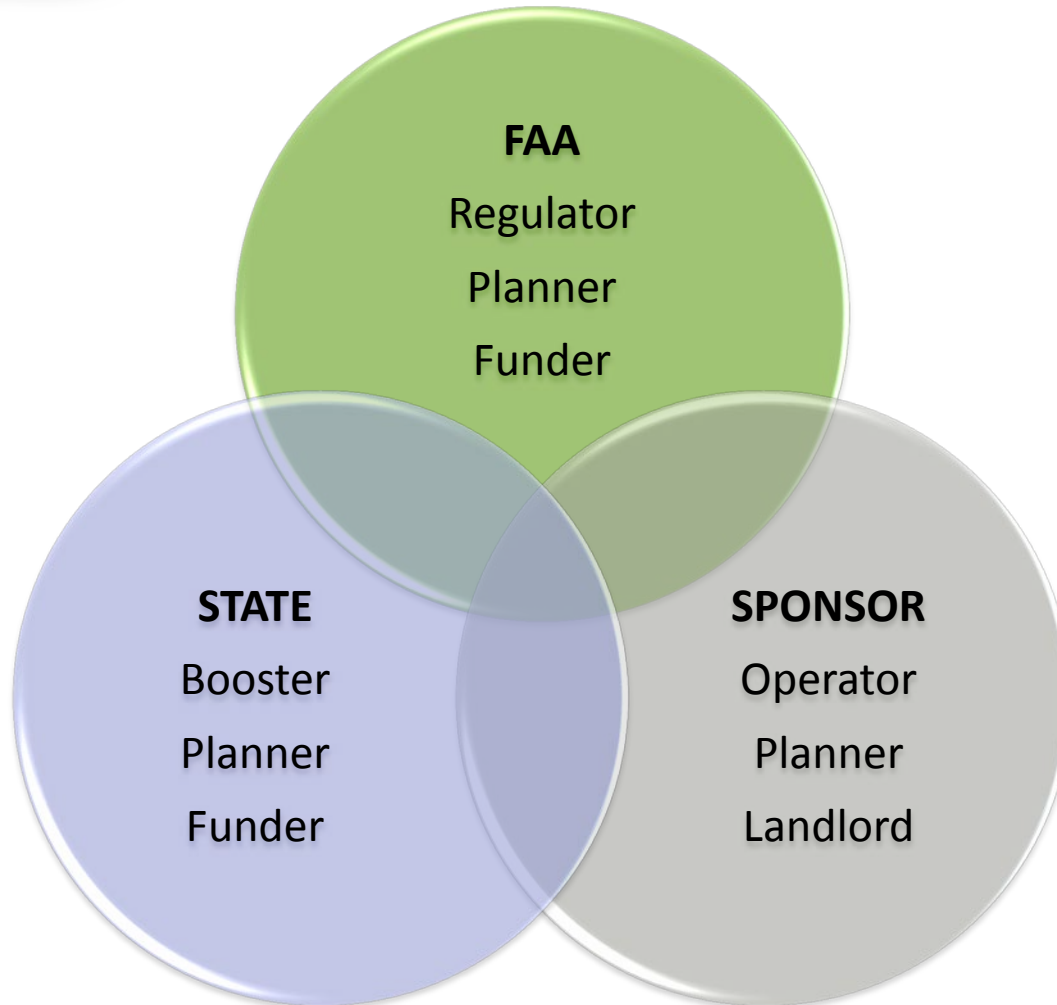 FAA
Regulator
Planner
Funder
STATE
Booster
Planner
Funder
SPONSOR
Operator
Planner
Landlord